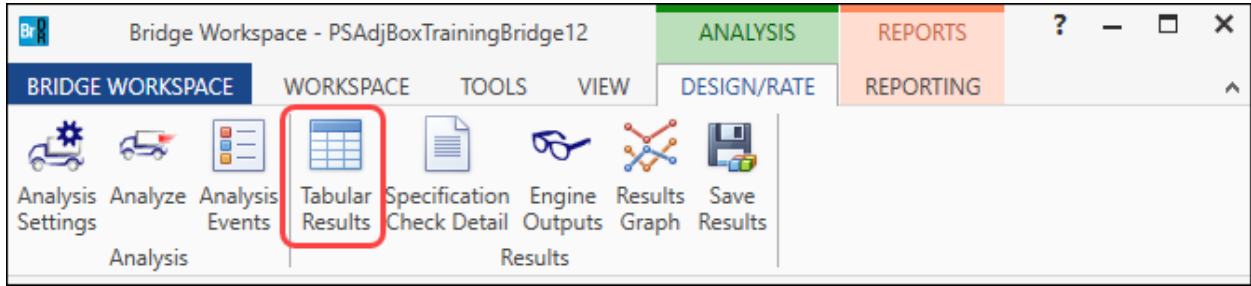 Br DR Bridge Workspace - PSAdjBoxTrainingBridge12 ANALYSIS REPORTS ?
BRIDGE WORKSPACE WORKSPACE TOOLS VIEW DESIGN/RATE REPORTING
Analysis Analyze Analysis Tabular Specification Engine Results Save
Settings Events Results Check Detail Outputs Graph Results
Analysis Results